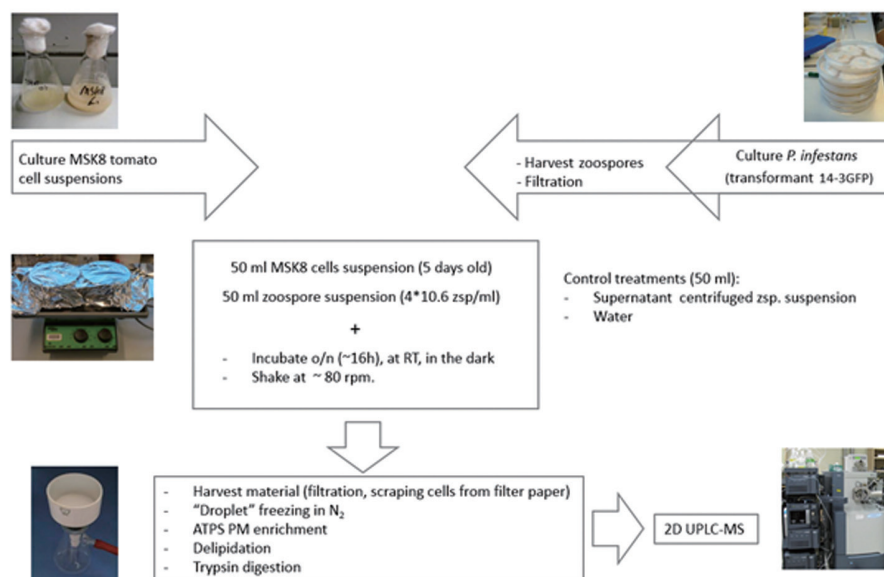 Culture MSK8 tomato
cell suspensions
- Harvest zoospores
- Filtration
Culture P. infestans
(transformant 14-3GFP)
50 ml MSK8 cells suspension (5 days old)
50 ml zoospore suspension (4*10.6 zsp/ml)
+
- Incubate o/n (~16h), at RT, in the dark
- Shake at ~ 80 rpm.
Control treatments (50 ml):
- Supernatant centrifuged zsp. suspension
- Water
- Harvest material (filtration, scraping cells from filter paper)
- “Droplet” freezing in N₂
- ATPS PM enrichment
- Delipidation
- Trypsin digestion
2D UPLC-MS